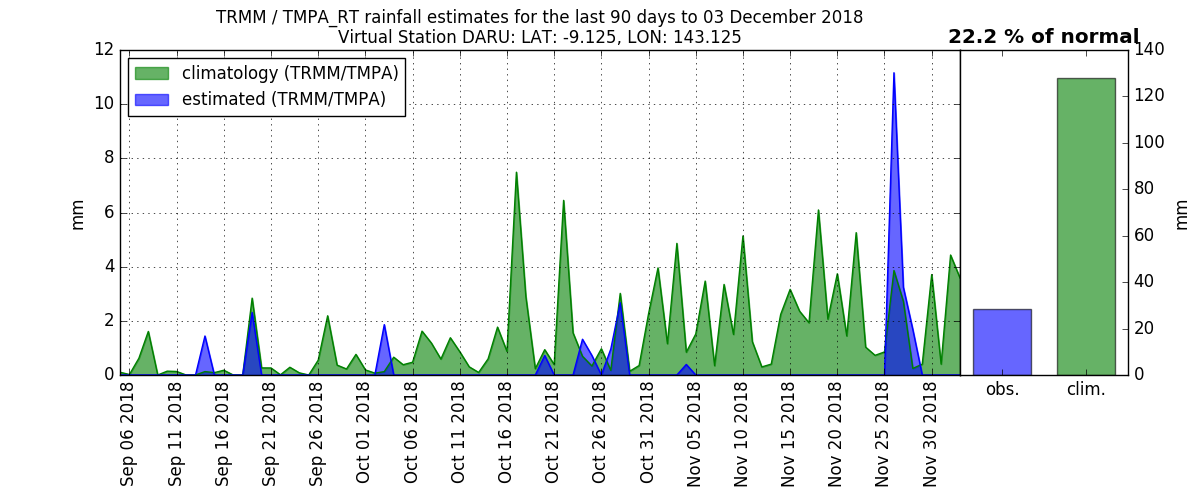 TRMM / TMPA_RT rainfall estimates for the last 90 days to 03 December 2018
Virtual Station DARU: LAT: -9.125, LON: 143.125
22.2 % of normal
climatology (TRMM/TMPA)
estimated (TRMM/TMPA)
mm
12
10
8
6
4
2
0
Sep 06 2018
Sep 11 2018
Sep 16 2018
Sep 21 2018
Sep 26 2018
Oct 01 2018
Oct 06 2018
Oct 11 2018
Oct 16 2018
Oct 21 2018
Oct 26 2018
Oct 31 2018
Nov 05 2018
Nov 10 2018
Nov 15 2018
Nov 20 2018
Nov 25 2018
Nov 30 2018
obs.
clim.
140
120
100
80
60
40
20
0
mm